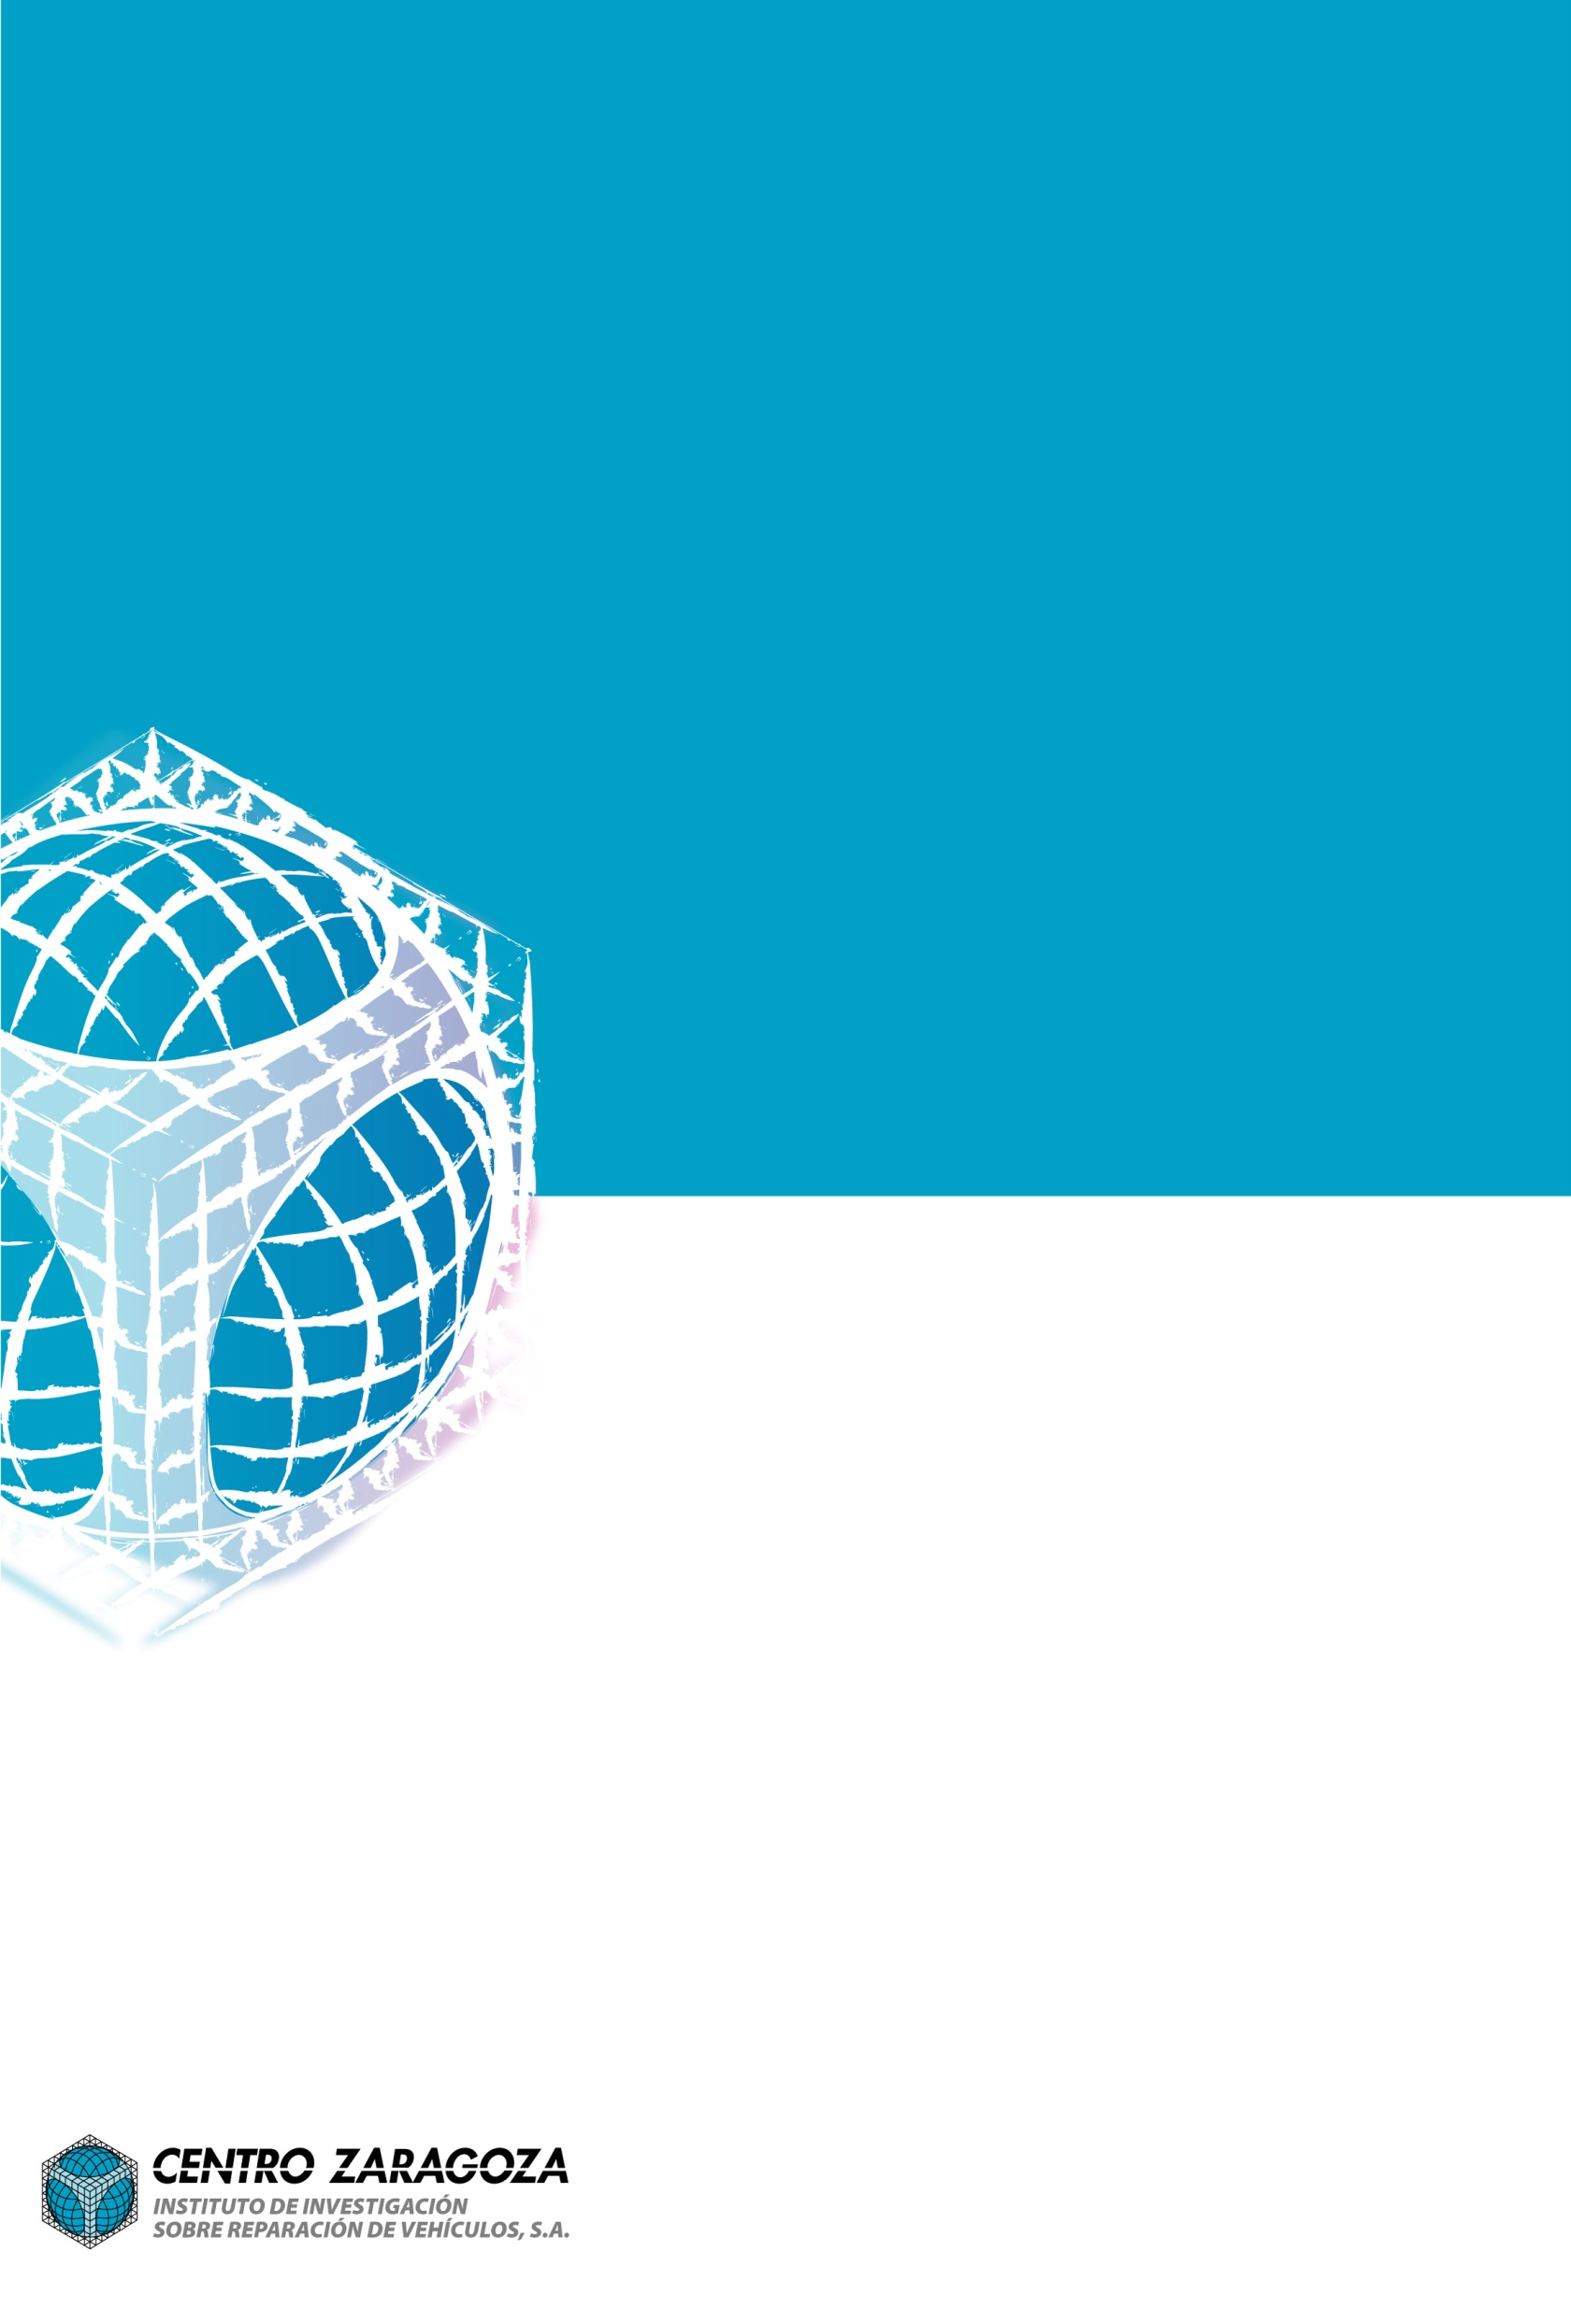 CENTRO ZARAGOZA
INSTITUTO DE INVESTIGACIÓN
SOBRE REPARACIÓN DE VEHÍCULOS, S.A.